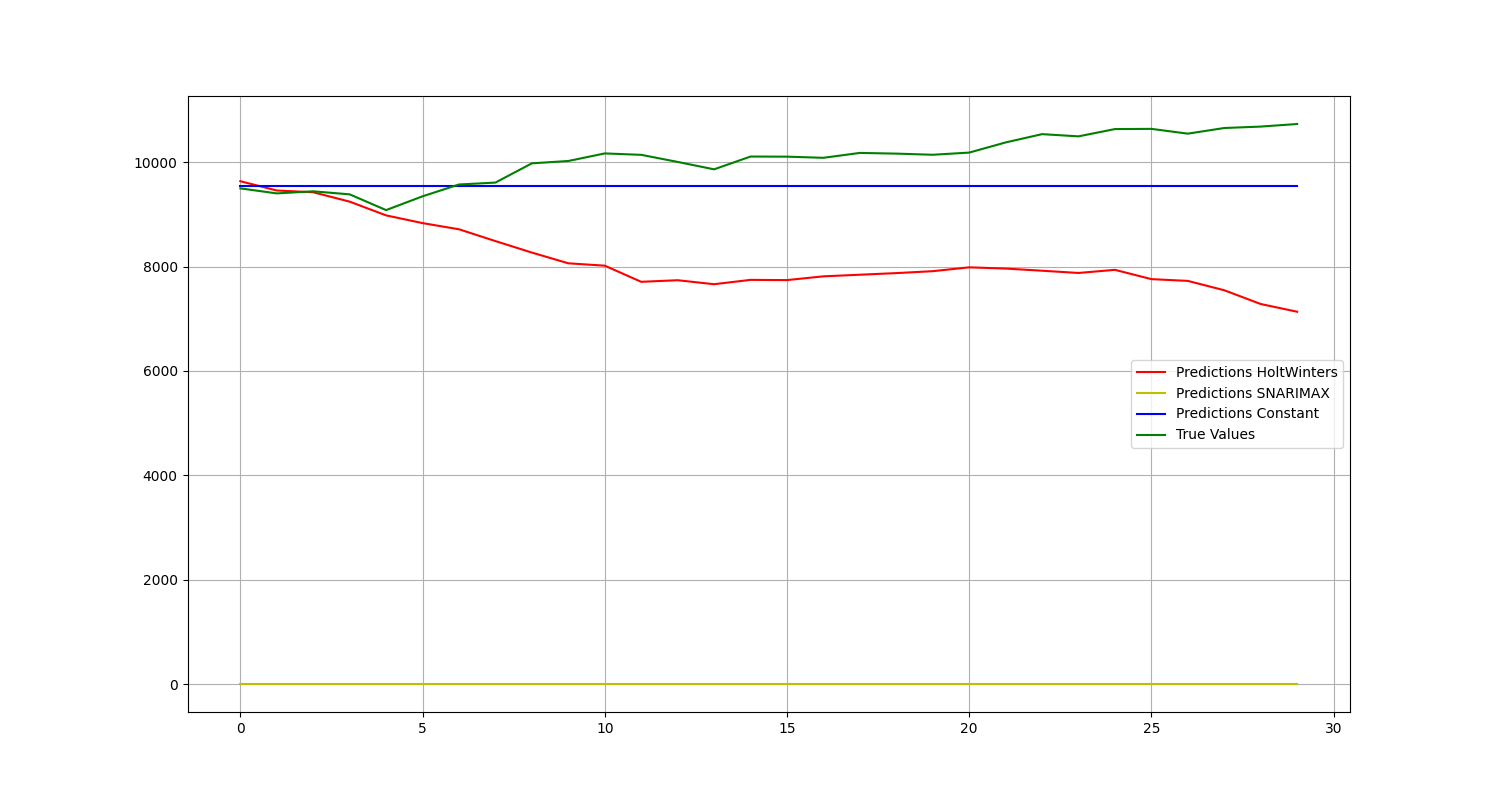 10000
8000
6000
4000
2000
0
0 5 10 15 20 25 30
Predictions HoltWinters
Predictions SNARIMAX
Predictions Constant
True Values